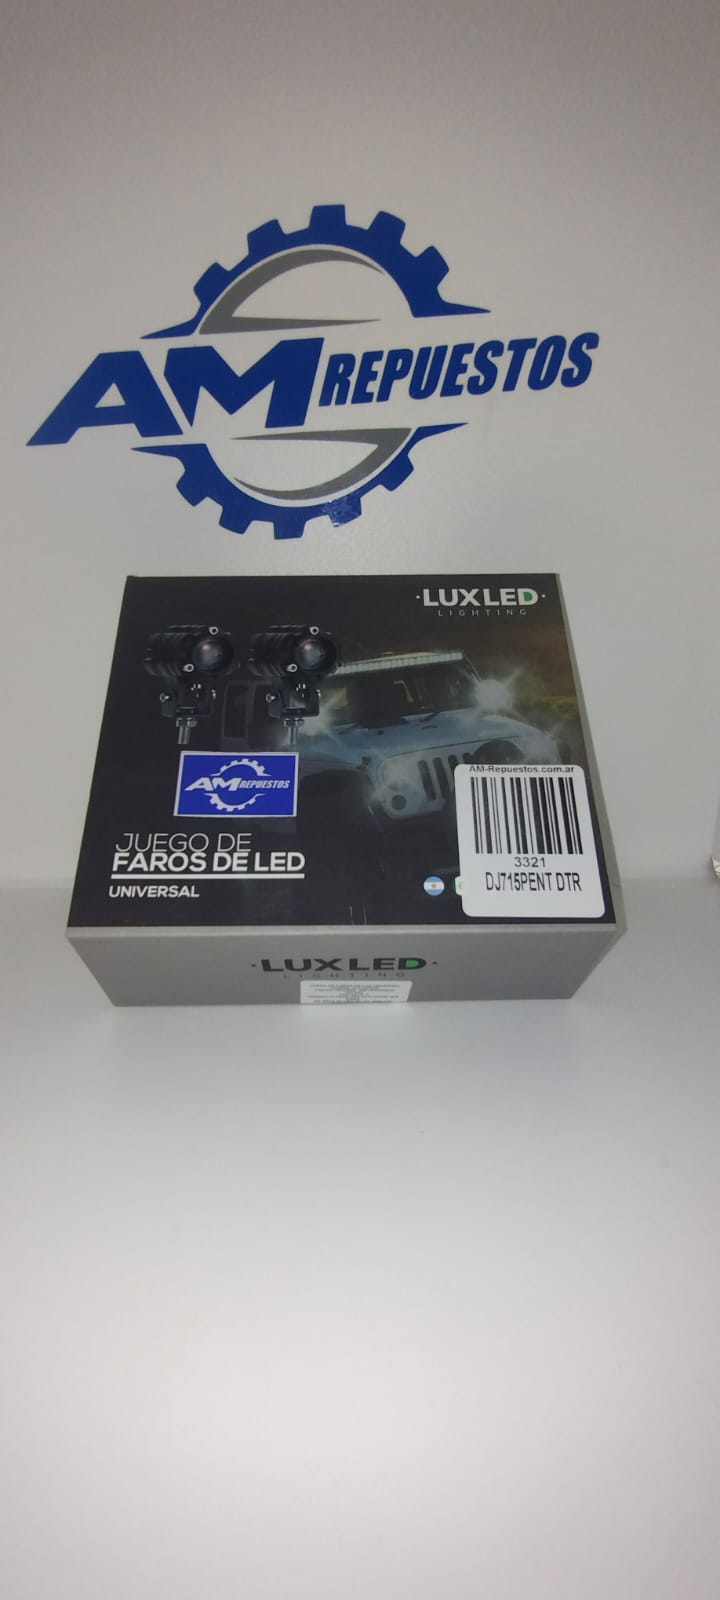 AM REPUESTOS
LUXLED
LIGHTING
AM REPUESTOS
JUEGO DE
FAROS DE LED
UNIVERSAL
AM-Repuestos.com.ar
3321
DJ715PENT DTR
LUXLED
LIGHTING